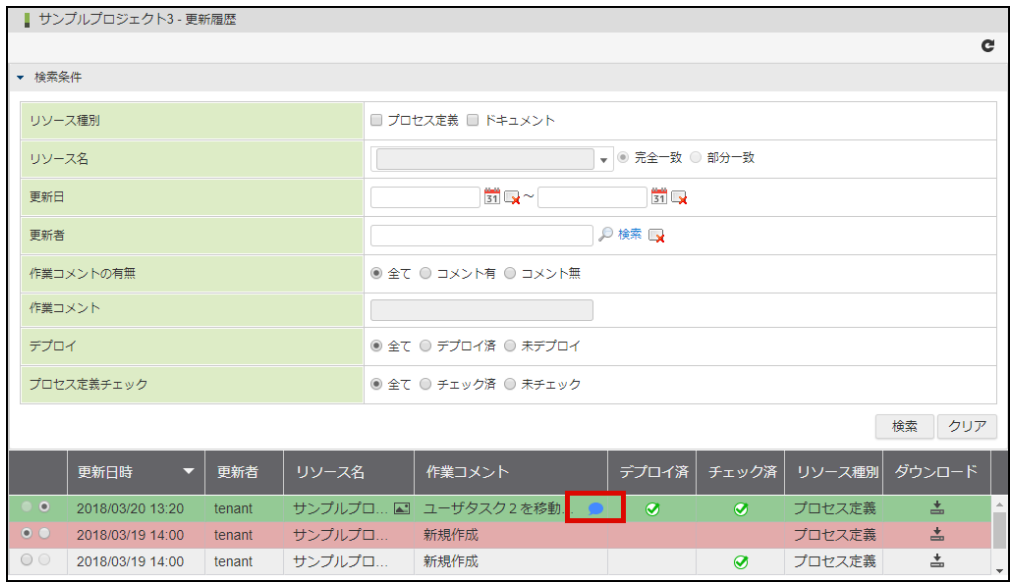 サンプルプロジェクト3 - 更新履歴
検索条件
リソース種別 プロセス定義 ドキュメント
リソース名 完全一致 部分一致
更新日 31 ～ 31
更新者 検索
作業コメントの有無 全て コメント有 コメント無
作業コメント
デプロイ 全て デプロイ済 未デプロイ
プロセス定義チェック 全て チェック済 未チェック
検索 クリア
更新日時 更新者 リソース名 作業コメント デプロイ済 チェック済 リソース種別 ダウンロード
2018/03/20 13:20 tenant サンプルプロ... ユーザタスク２を移動... プロセス定義
2018/03/19 14:00 tenant サンプルプロ... 新規作成 プロセス定義
2018/03/19 14:00 tenant サンプルプロ... 新規作成 プロセス定義